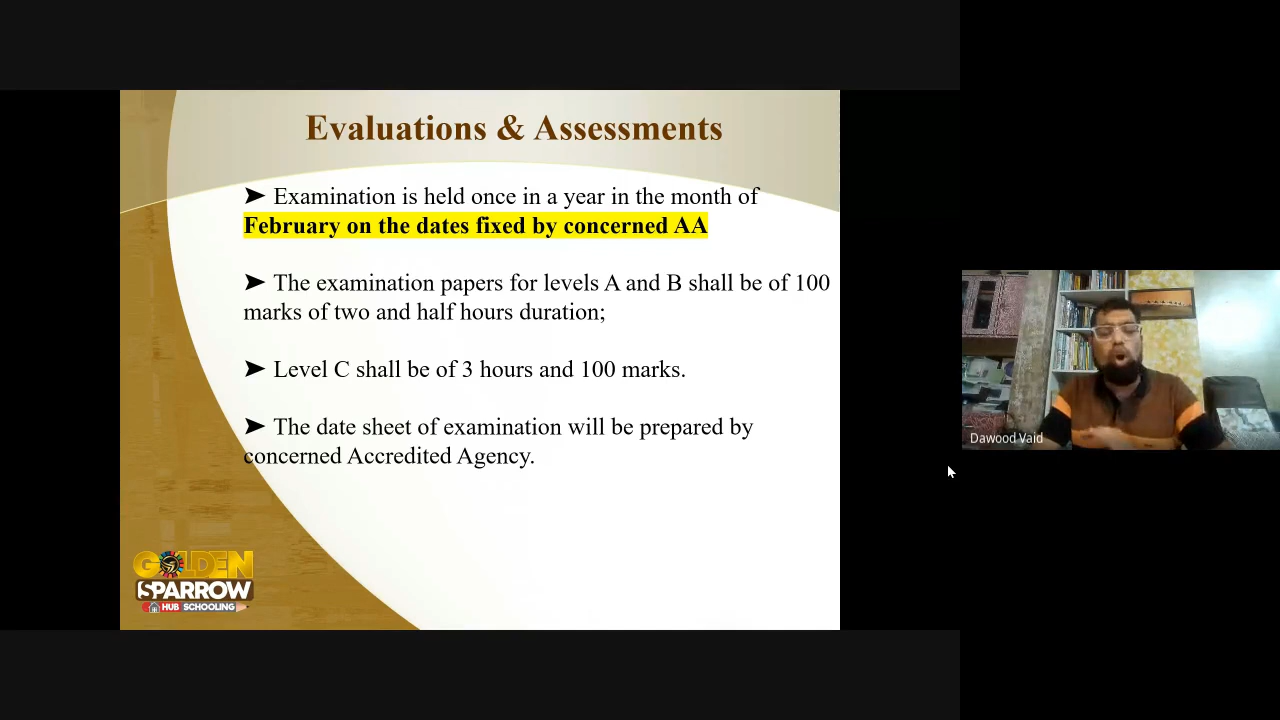 Evaluations & Assessments
➤ Examination is held once in a year in the month of
February on the dates fixed by concerned AA
➤ The examination papers for levels A and B shall be of 100
marks of two and half hours duration;
➤ Level C shall be of 3 hours and 100 marks.
➤ The date sheet of examination will be prepared by
concerned Accredited Agency.
GOLDEN
SPARROW
HUB SCHOOLING
Dawood Vaid